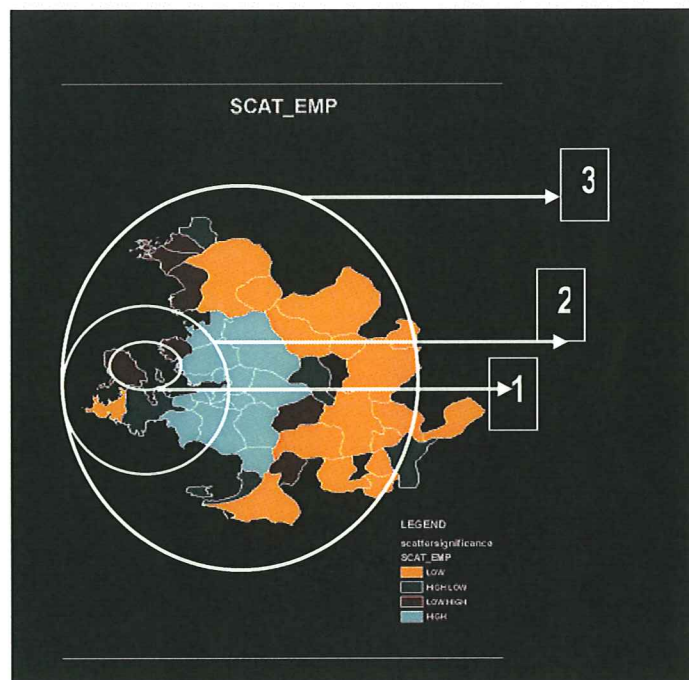 SCAT_EMP
3
2
1
LEGEND
scattersignificance
SCAT_EMP
LOW
HIGH LOW
LOW HIGH
HIGH